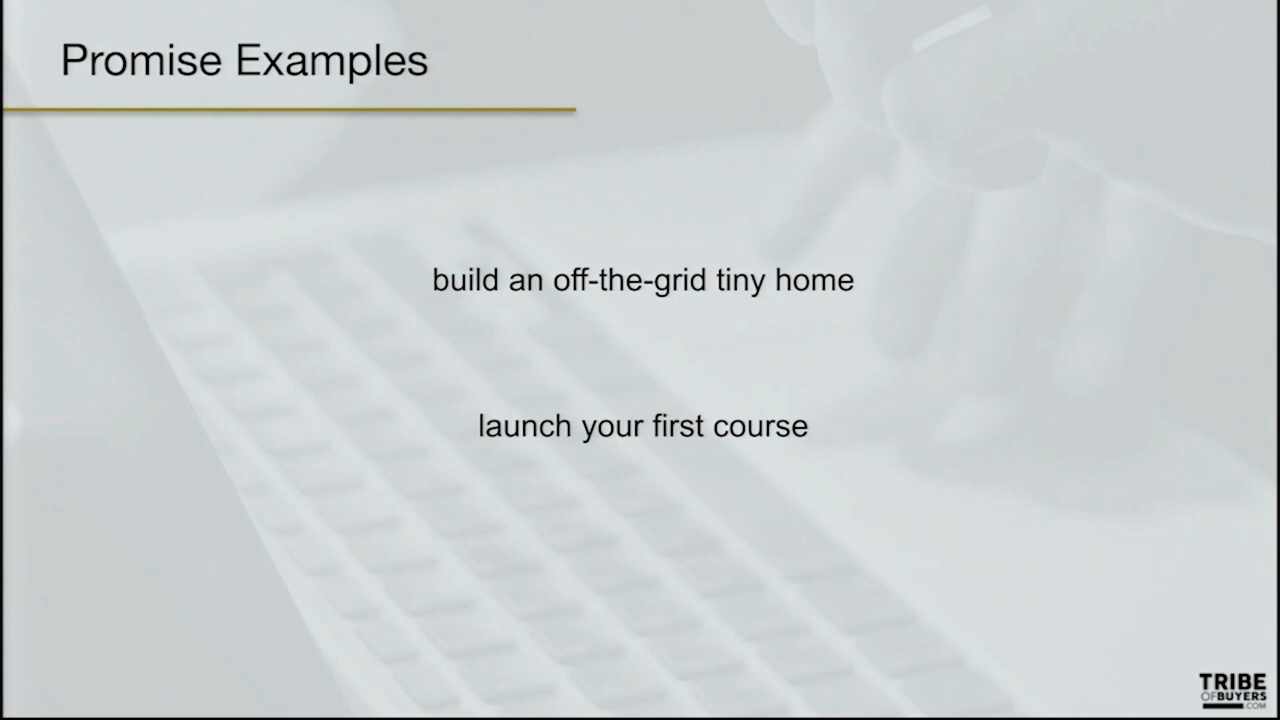 Promise Examples
build an off-the-grid tiny home
launch your first course
TRIBE
OF BUYERS
.COM